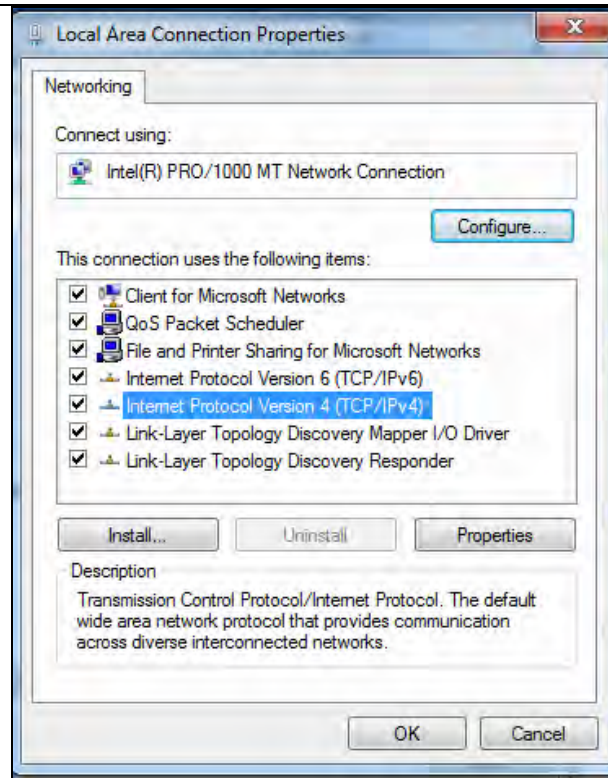 Local Area Connection Properties
Networking
Connect using:
Intel(R) PRO/1000 MT Network Connection
Configure...
This connection uses the following items:
Client for Microsoft Networks
QoS Packet Scheduler
File and Printer Sharing for Microsoft Networks
Internet Protocol Version 6 (TCP/IPv6)
Internet Protocol Version 4 (TCP/IPv4)
Link-Layer Topology Discovery Mapper I/O Driver
Link-Layer Topology Discovery Responder
Install... Uninstall Properties
Description
Transmission Control Protocol/Internet Protocol. The default
wide area network protocol that provides communication
across diverse interconnected networks.
OK Cancel